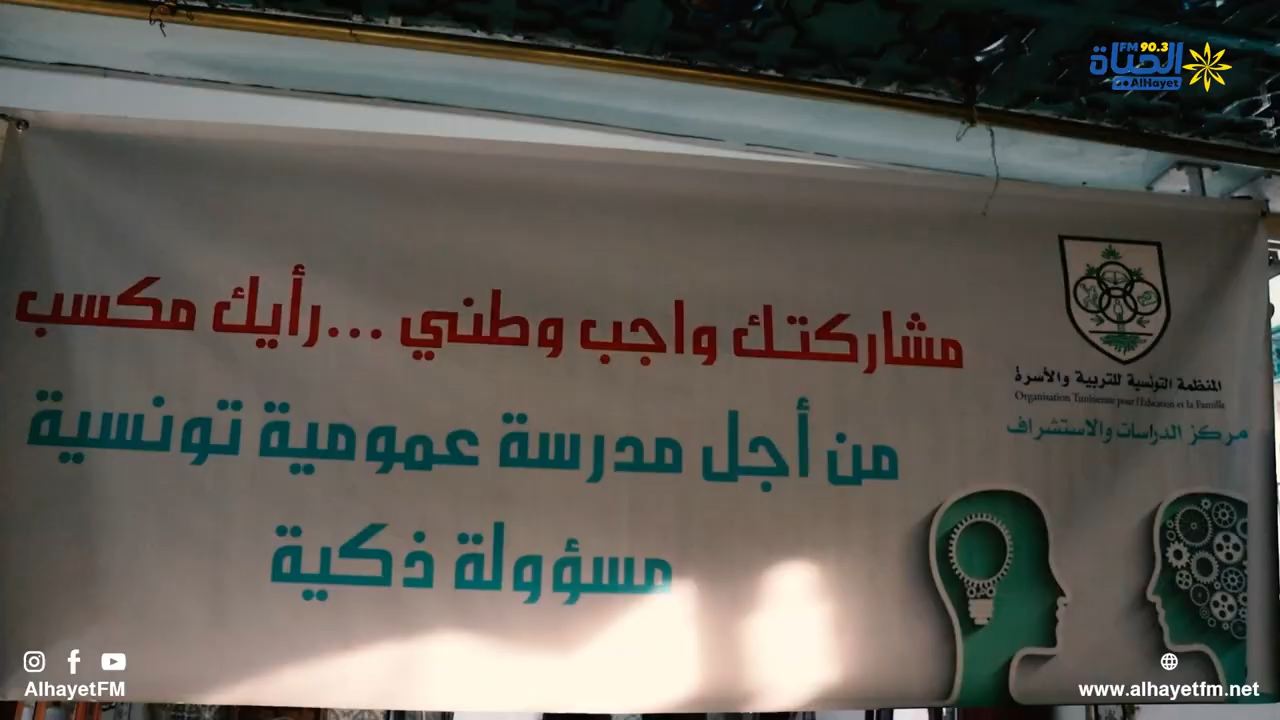 FM 90.3
الحياة
AlHayet
المنظمة التونسية للتربية والأسرة
Organisation Tunisienne pour l'Éducation et la Famille
مركز الدراسات والاستشراف
مشاركتك واجب وطني ...رأيك مكسب
من أجل مدرسة عمومية تونسية
مسؤولة ذكية
AlhayetFM
www.alhayetfm.net